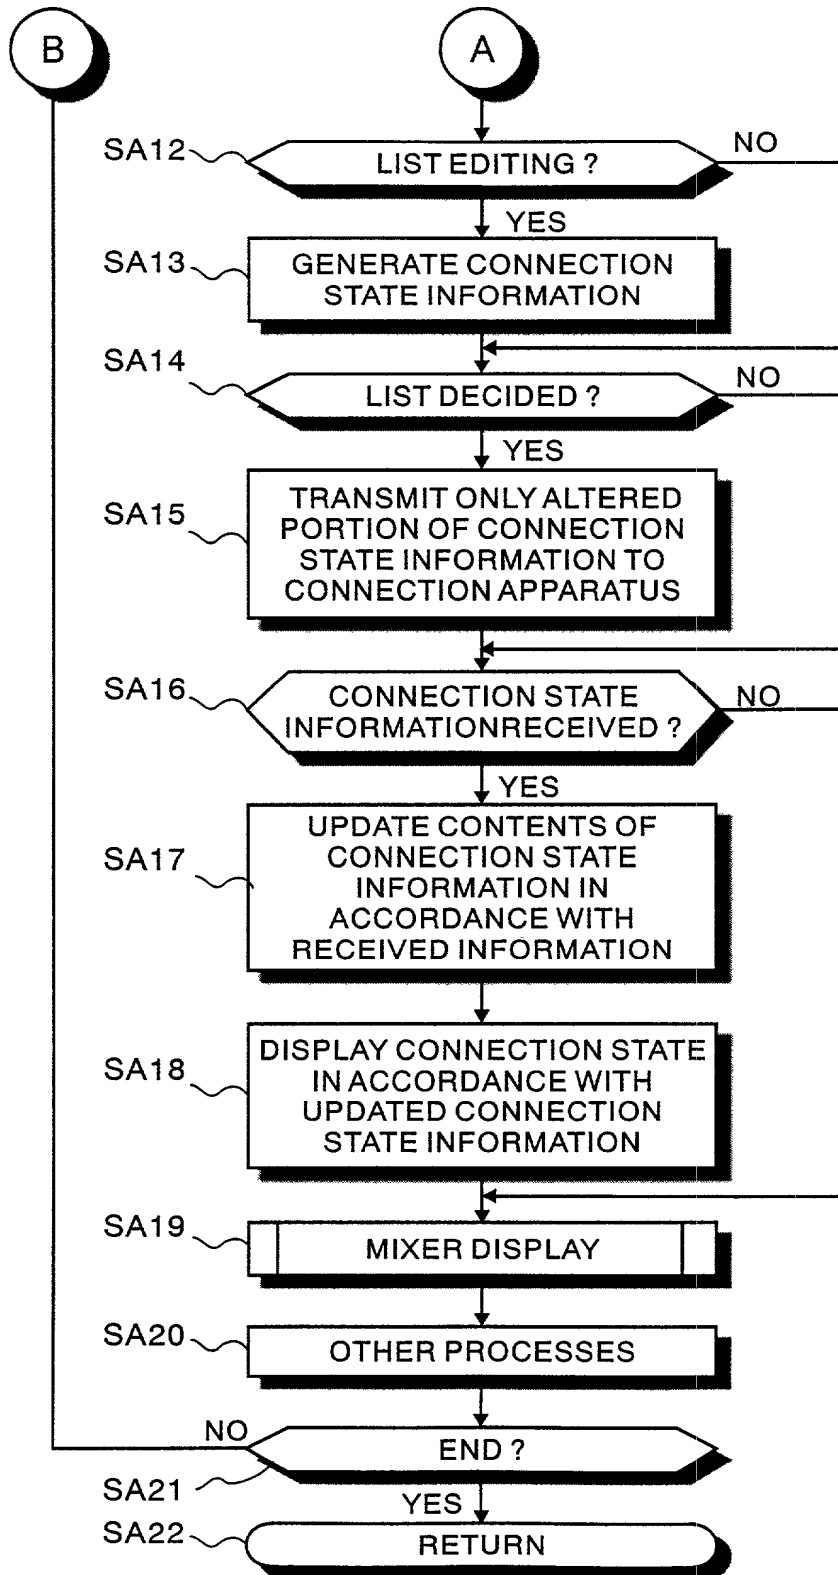 B
A
SA12
LIST EDITING ?
NO
YES
SA13
GENERATE CONNECTION
STATE INFORMATION
SA14
LIST DECIDED ?
NO
YES
SA15
TRANSMIT ONLY ALTERED
PORTION OF CONNECTION
STATE INFORMATION TO
CONNECTION APPARATUS
SA16
CONNECTION STATE
INFORMATIONRECEIVED ?
NO
YES
SA17
UPDATE CONTENTS OF
CONNECTION STATE
INFORMATION IN
ACCORDANCE WITH
RECEIVED INFORMATION
SA18
DISPLAY CONNECTION STATE
IN ACCORDANCE WITH
UPDATED CONNECTION
STATE INFORMATION
SA19
MIXER DISPLAY
SA20
OTHER PROCESSES
NO
END ?
SA21
YES
SA22
RETURN